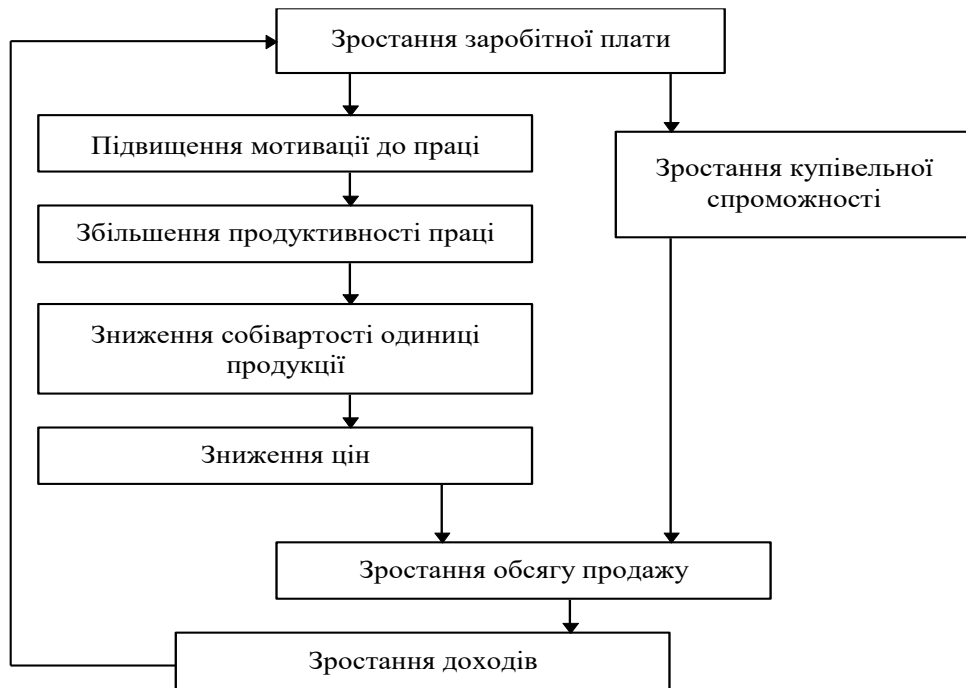 Зростання заробітної плати
Підвищення мотивації до праці
Зростання купівельної
спроможності
Збільшення продуктивності праці
Зниження собівартості одиниці
продукції
Зниження цін
Зростання обсягу продажу
Зростання доходів